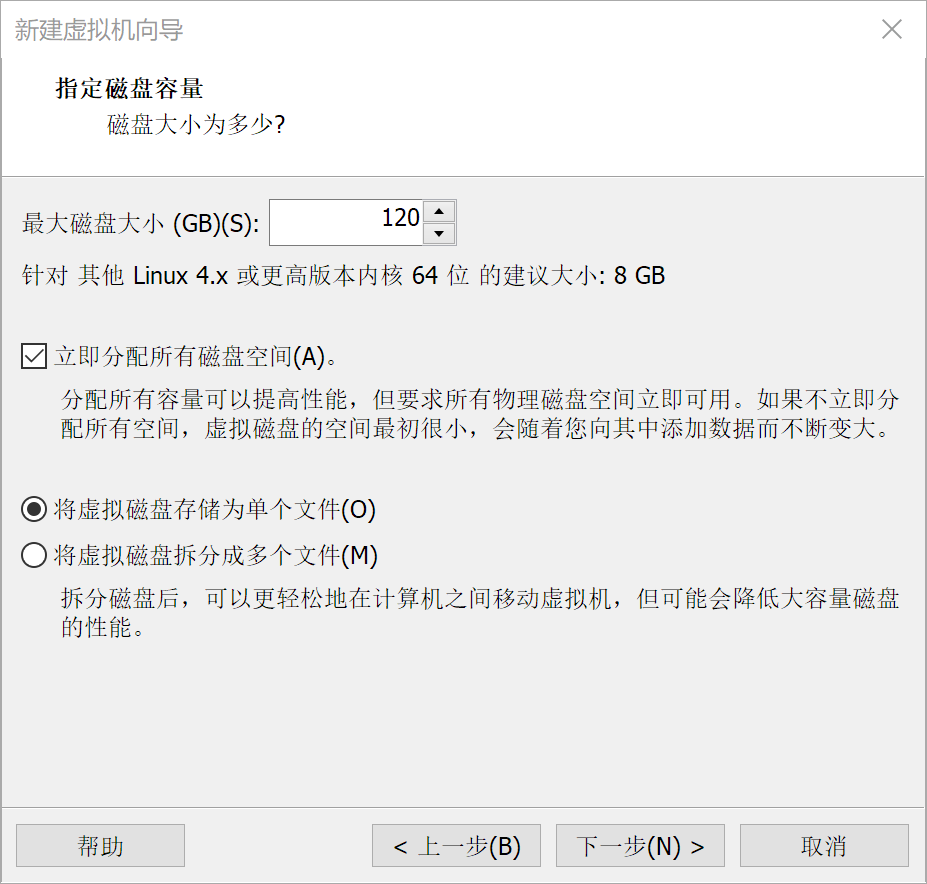 新建虚拟机向导
指定磁盘容量
磁盘大小为多少?
最大磁盘大小 (GB)(S): 120
针对 其他 Linux 4.x 或更高版本内核 64 位 的建议大小: 8 GB
立即分配所有磁盘空间(A)。
分配所有容量可以提高性能，但要求所有物理磁盘空间立即可用。如果不立即分
配所有空间，虚拟磁盘的空间最初很小，会随着您向其中添加数据而不断变大。
将虚拟磁盘存储为单个文件(O)
将虚拟磁盘拆分成多个文件(M)
拆分磁盘后，可以更轻松地在计算机之间移动虚拟机，但可能会降低大容量磁盘
的性能。
帮助 < 上一步(B) 下一步(N) > 取消